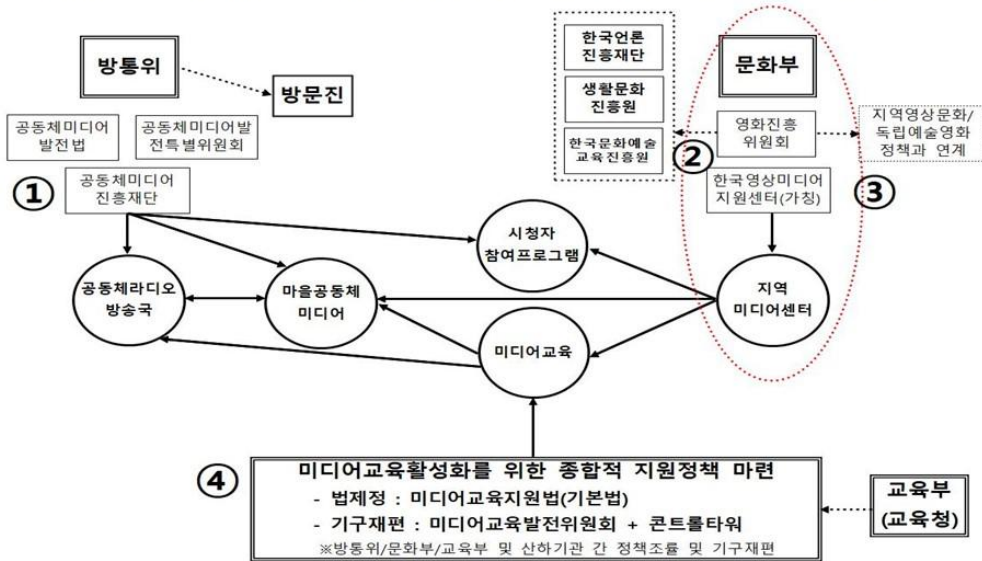 방통위
방문진
공동체미디어
발전법
공동체미디어발
전특별위원회
①
공동체미디어
진흥재단
한국언론
진흥재단
생활문화
진흥원
한국문화예술
교육진흥원
②
문화부
영화진흥
위원회
한국영상미디어
지원센터(가칭)
③
지역영상문화/
독립예술영화
정책과 연계
시청자
참여프로그램
공동체라디오
방송국
마을공동체
미디어
미디어교육
지역
미디어센터
④
미디어교육활성화를 위한 종합적 지원정책 마련
- 법제정 : 미디어교육지원법(기본법)
- 기구재편 : 미디어교육발전위원회 + 콘트롤타워
※방통위/문화부/교육부 및 산하기관 간 정책조률 및 기구재편
교육부
(교육청)